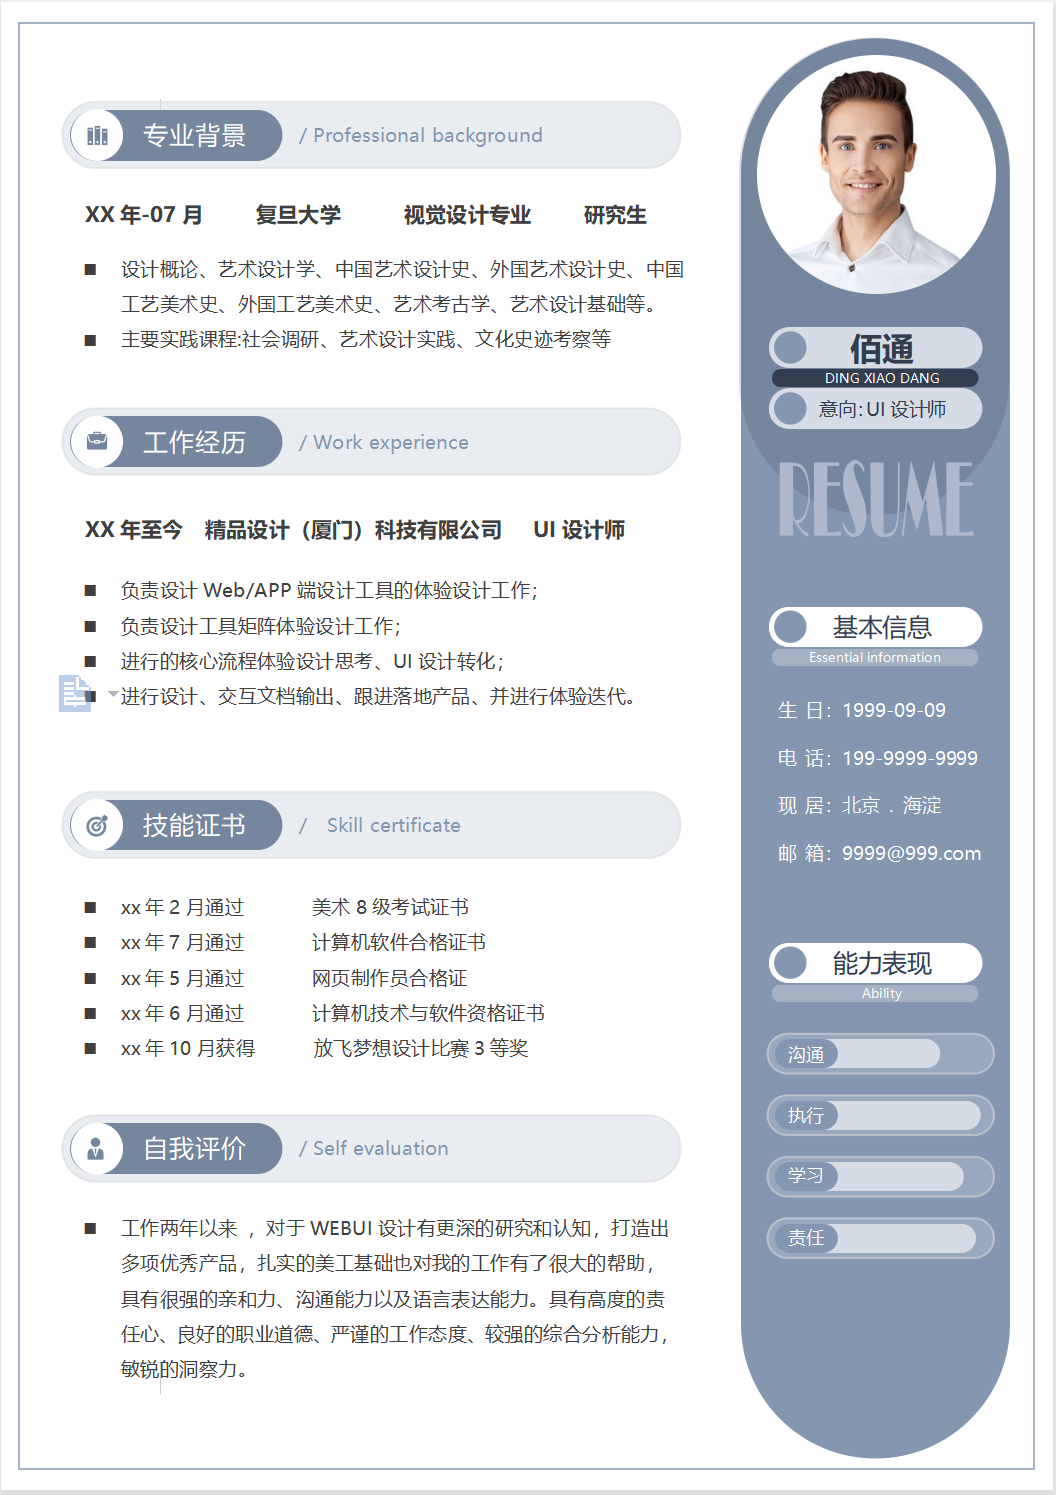 专业背景 / Professional background
XX 年-07 月 复旦大学 视觉设计专业 研究生
■ 设计概论、艺术设计学、中国艺术设计史、外国艺术设计史、中国
工艺美术史、外国工艺美术史、艺术考古学、艺术设计基础等。
■ 主要实践课程:社会调研、艺术设计实践、文化史迹考察等
工作经历 / Work experience
XX 年至今 精品设计（厦门）科技有限公司 UI 设计师
■ 负责设计 Web/APP 端设计工具的体验设计工作；
■ 负责设计工具矩阵体验设计工作；
■ 进行的核心流程体验设计思考、UI 设计转化；
■ 进行设计、交互文档输出、跟进落地产品、并进行体验迭代。
技能证书 / Skill certificate
■ xx 年 2 月通过 美术 8 级考试证书
■ xx 年 7 月通过 计算机软件合格证书
■ xx 年 5 月通过 网页制作员合格证
■ xx 年 6 月通过 计算机技术与软件资格证书
■ xx 年 10 月获得 放飞梦想设计比赛 3 等奖
自我评价 / Self evaluation
■ 工作两年以来 ，对于 WEBUI 设计有更深的研究和认知，打造出
多项优秀产品，扎实的美工基础也对我的工作有了很大的帮助，
具有很强的亲和力、沟通能力以及语言表达能力。具有高度的责
任心、良好的职业道德、严谨的工作态度、较强的综合分析能力，
敏锐的洞察力。
佰通
DING XIAO DANG
意向: UI 设计师
RESUME
基本信息
Essential information
生 日：1999-09-09
电 话：199-9999-9999
现 居：北京 . 海淀
邮 箱：9999@999.com
能力表现
Ability
沟通
执行
学习
责任